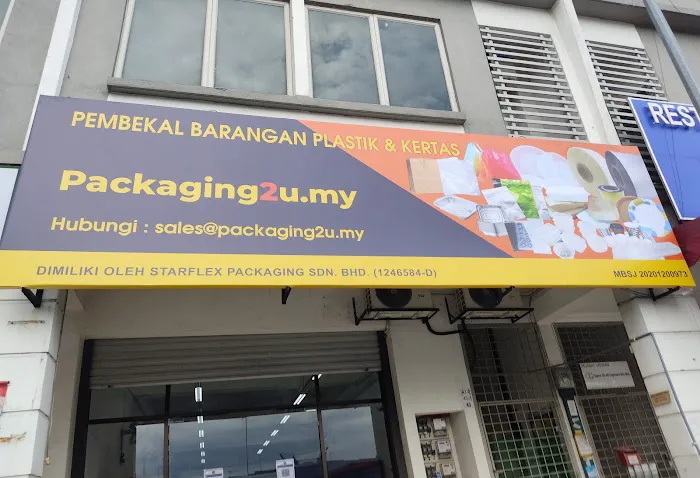 PEMBEKAL BARANGAN PLASTIK & KERTAS
Packaging2u.my
Hubungi : sales@packaging2u.my
DIMILIKI OLEH STARFLEX PACKAGING SDN. BHD. (1246584-D)
MBSJ 20201200973
RES